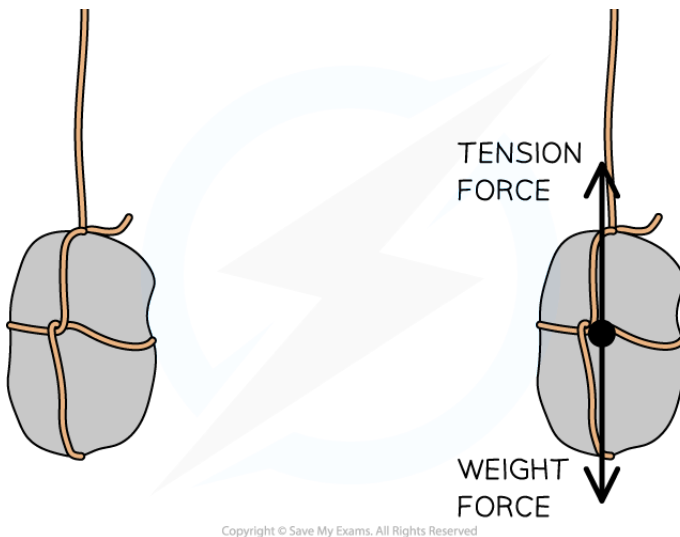 TENSION
FORCE
WEIGHT
FORCE
Copyright © Save My Exams. All Rights Reserved